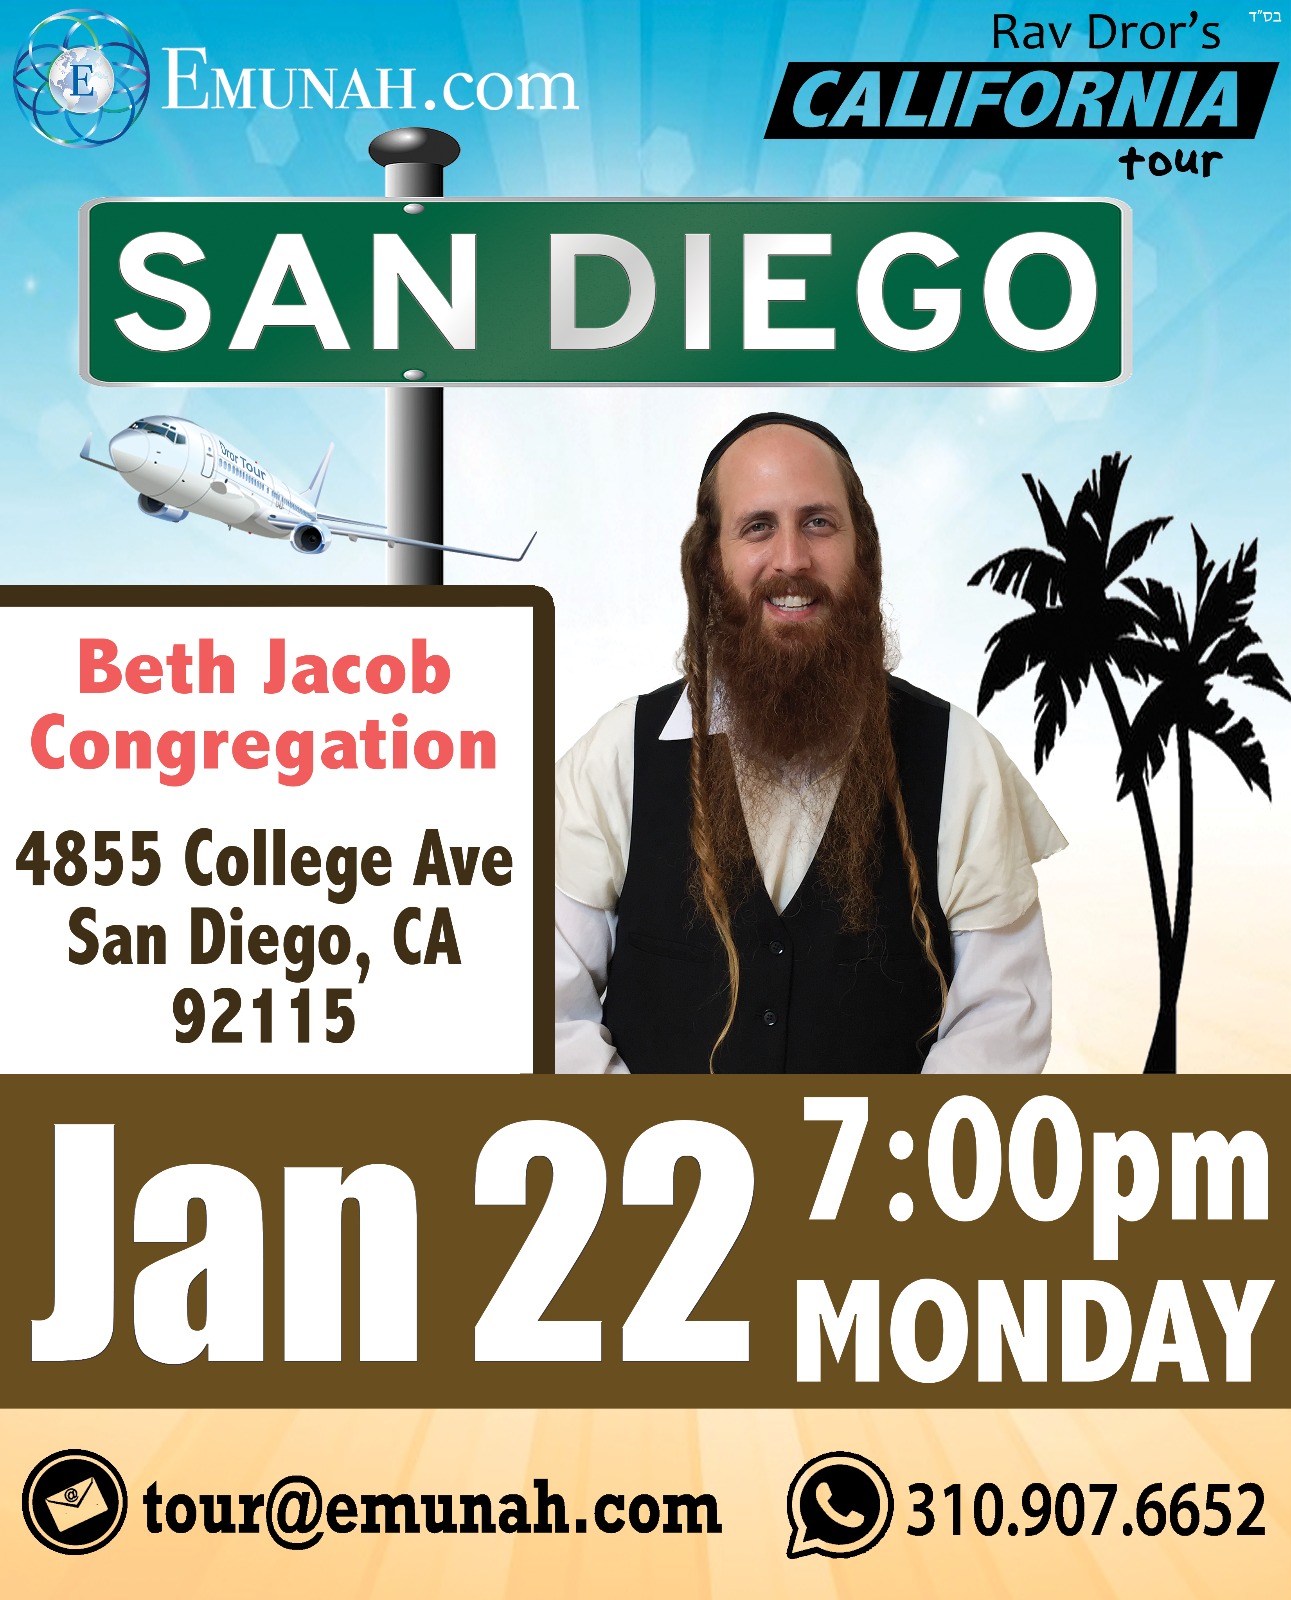 E
EMUNAH.com
בס"ד
Rav Dror's
CALIFORNIA
tour
SAN DIEGO
Dror Tour
Beth Jacob
Congregation
4855 College Ave
San Diego, CA
92115
Jan 22
7:00pm
MONDAY
@
tour@emunah.com
310.907.6652